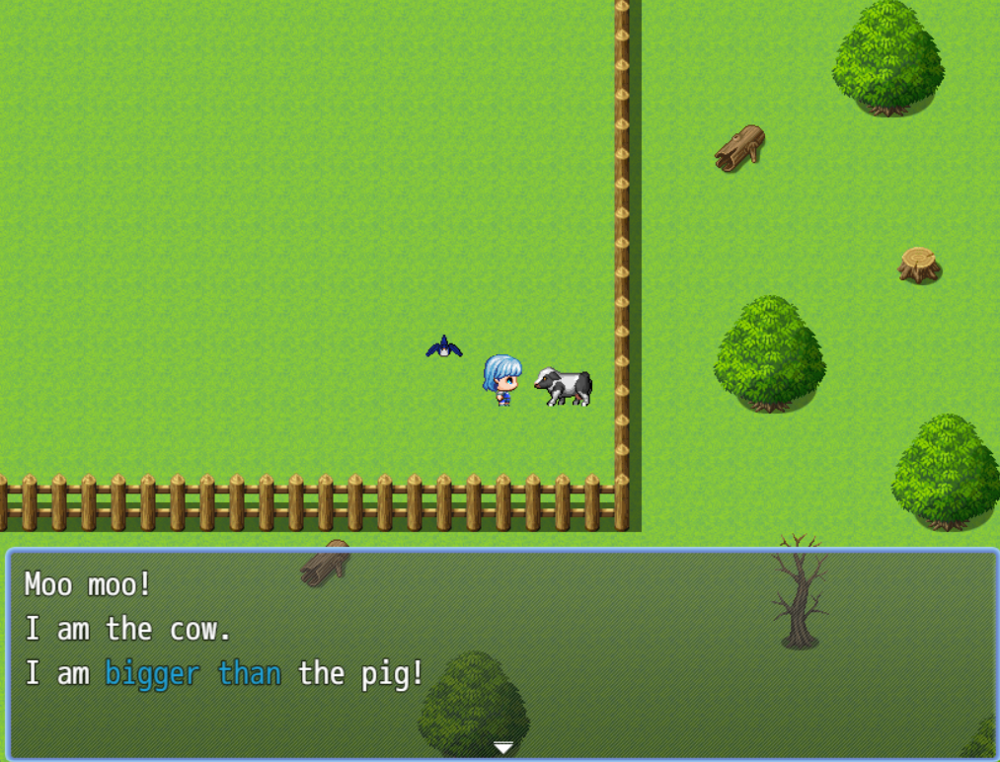 Moo moo!
I am the cow.
I am bigger than the pig!